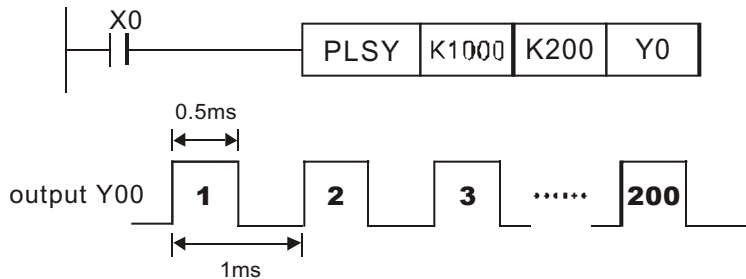 X0
PLSY K1000 K200 Y0
0.5ms
output Y00 1 2 3 ...... 200
1ms